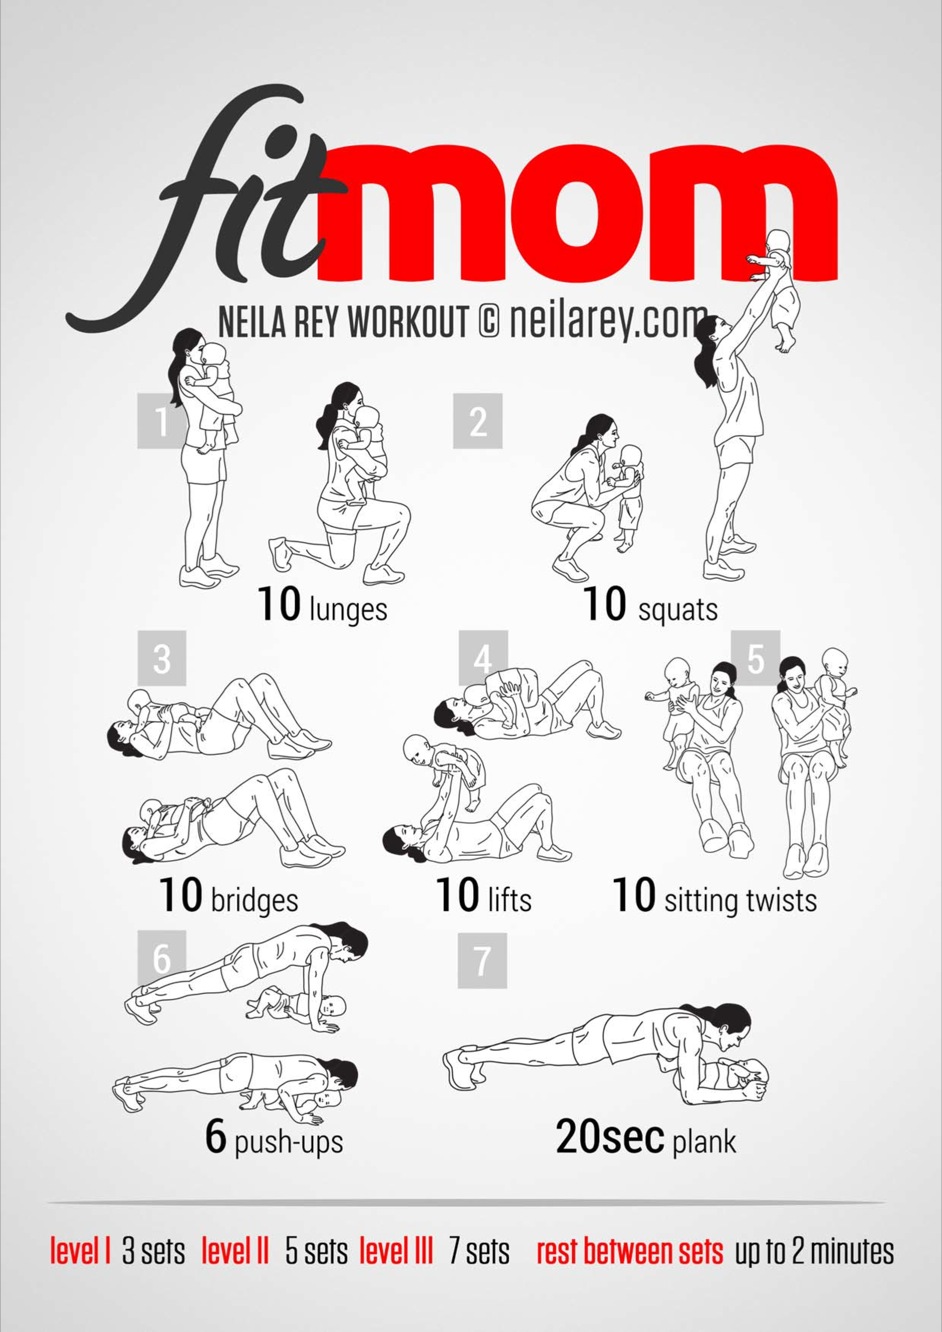 fitmom
NEILA REY WORKOUT © neilarey.com
1
2
10 lunges
10 squats
3
4
5
10 bridges
10 lifts
10 sitting twists
6
7
6 push-ups
20sec plank
level I 3 sets level II 5 sets level III 7 sets rest between sets up to 2 minutes